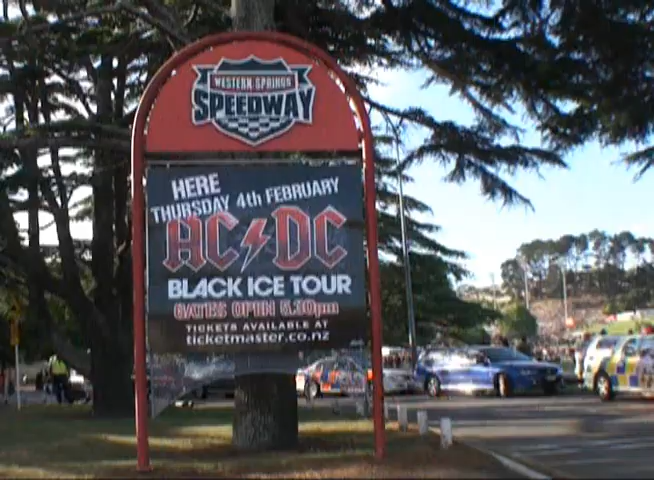 WESTERN SPRINGS
SPEEDWAY
HERE
THURSDAY 4th FEBRUARY
AC DC
BLACK ICE TOUR
GATES OPEN 5.30pm
TICKETS AVAILABLE AT
ticketmaster.co.nz